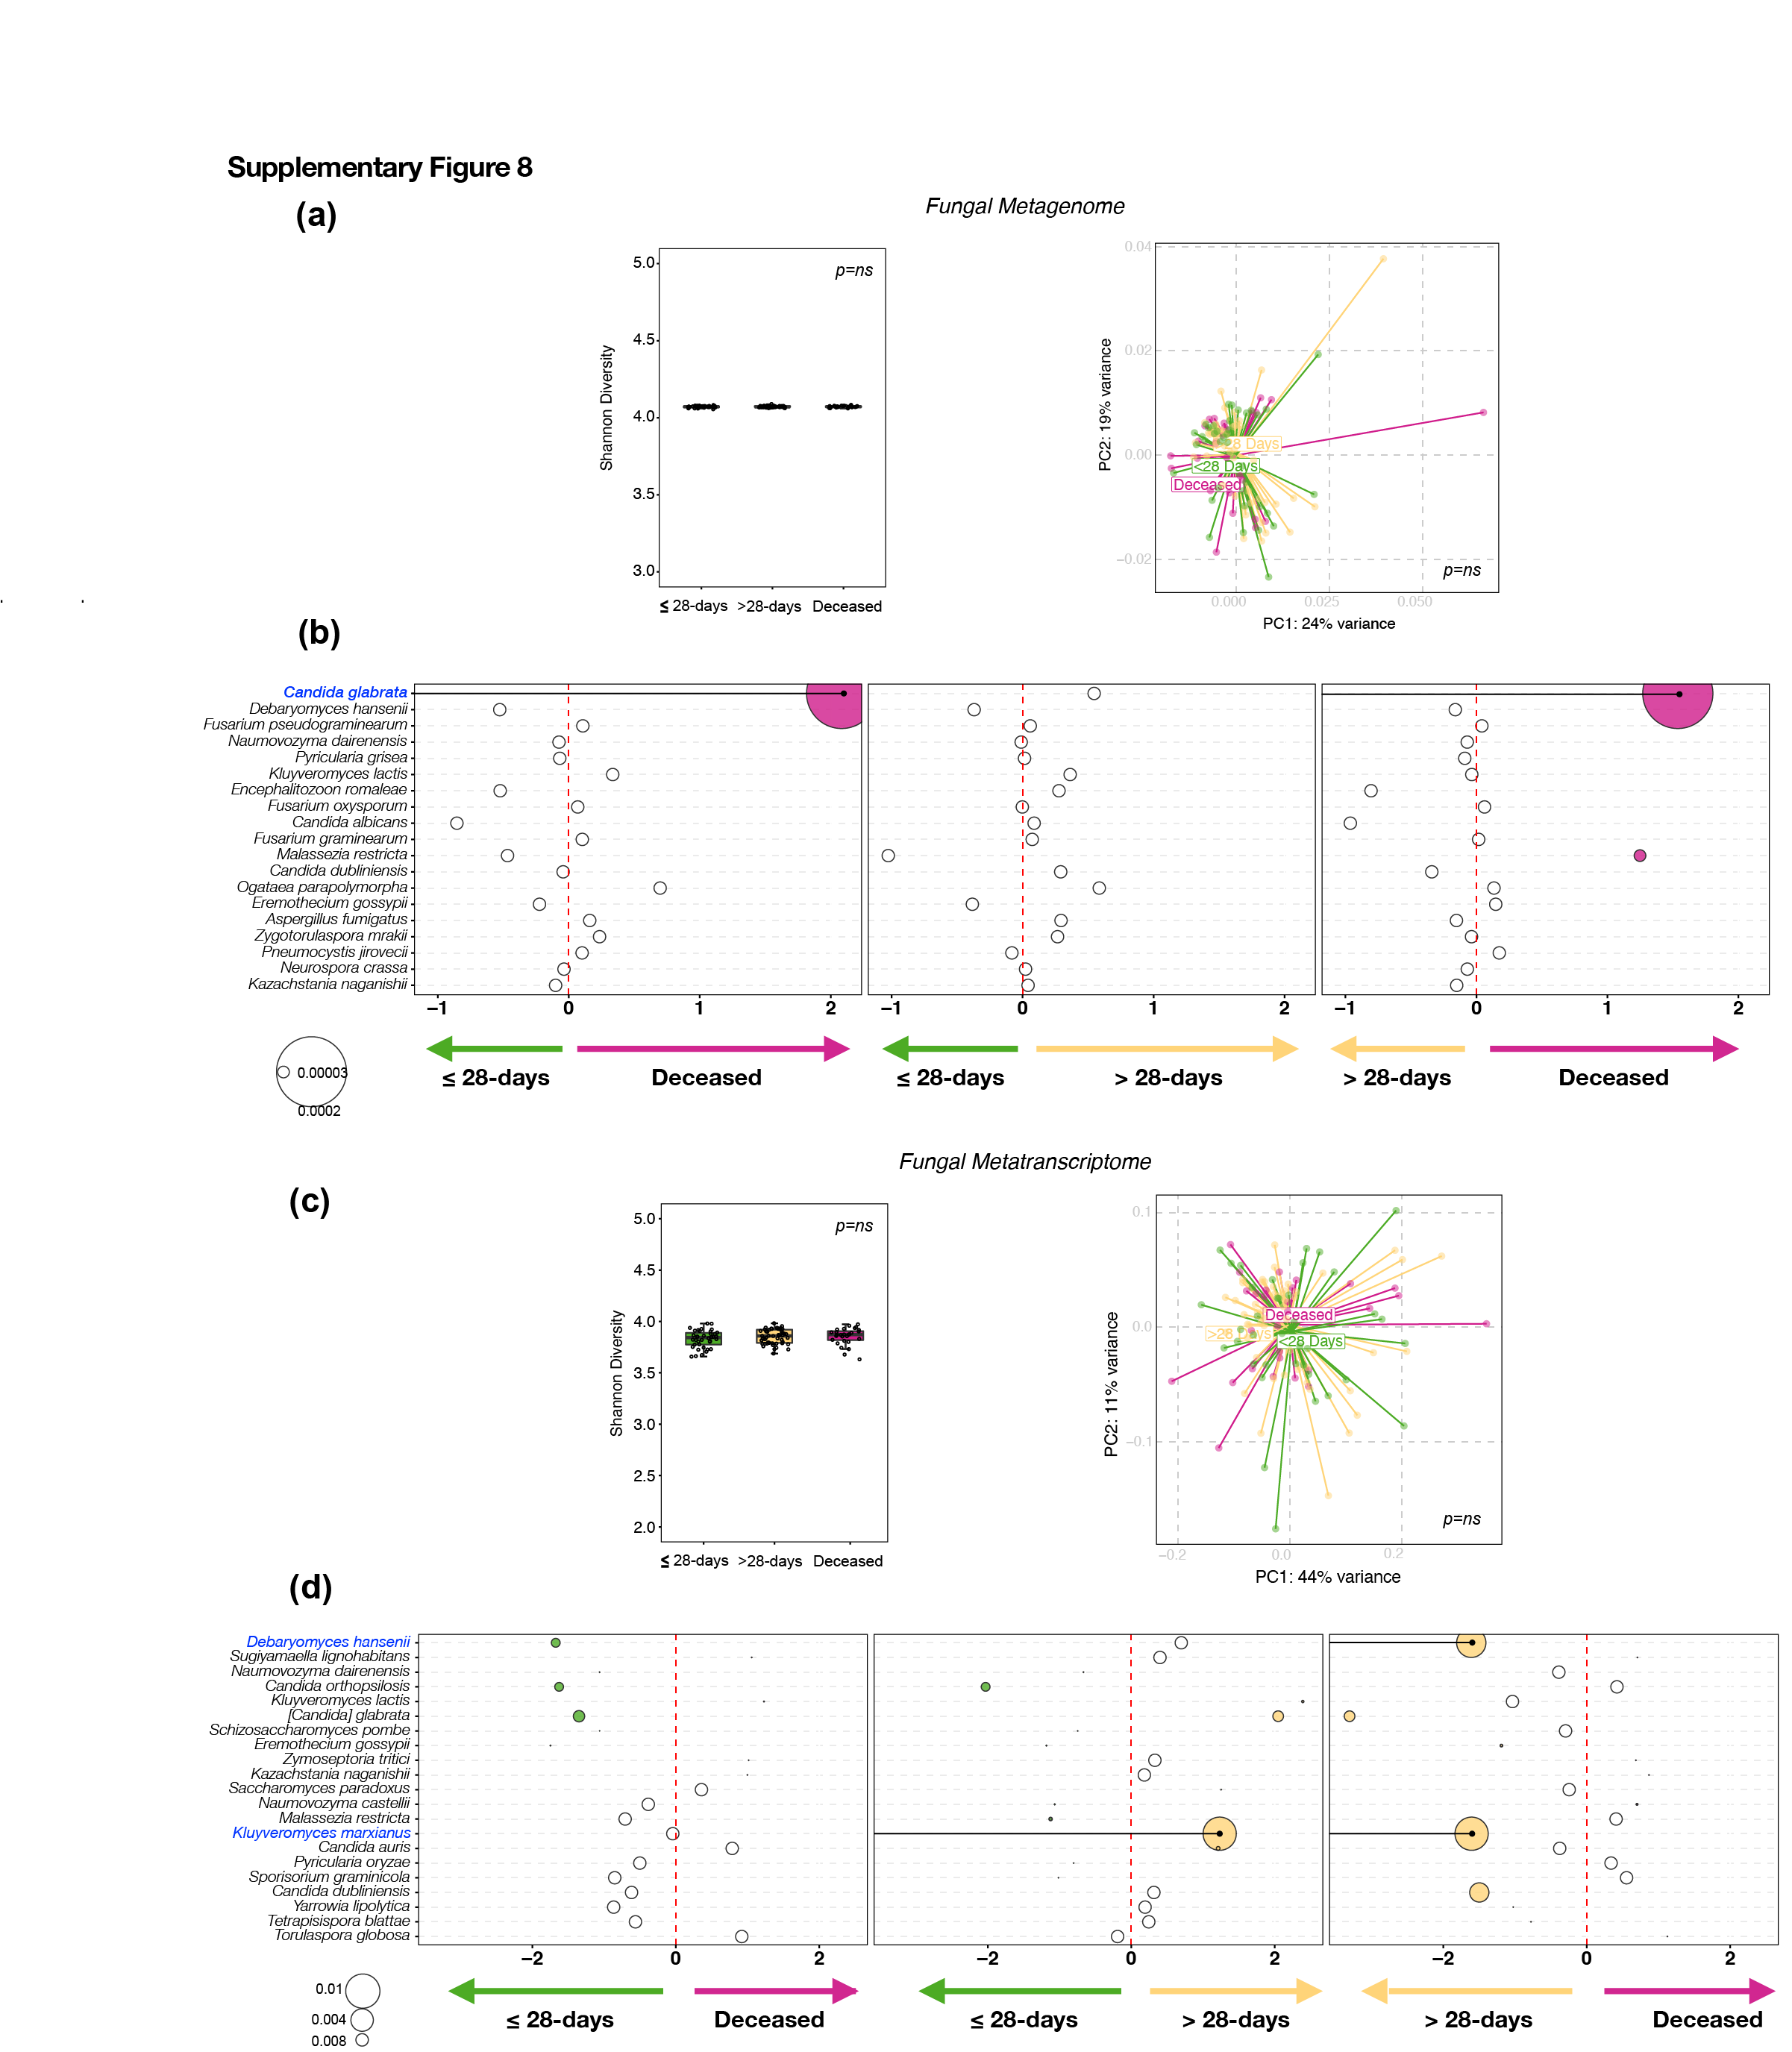 Supplementary Figure 8
(a)
Fungal Metagenome
5.0
4.5
4.0
3.5
3.0
Shannon Diversity
p=ns
≤ 28-days >28-days Deceased
0.04
0.02
0.00
−0.02
PC2: 19% variance
28 Days
<28 Days
Deceased
p=ns
0.000 0.025 0.050
PC1: 24% variance
(b)
Candida glabrata
Debaryomyces hansenii
Fusarium pseudograminearum
Naumovozyma dairenensis
Pyricularia grisea
Kluyveromyces lactis
Encephalitozoon romaleae
Fusarium oxysporum
Candida albicans
Fusarium graminearum
Malassezia restricta
Candida dubliniensis
Ogataea parapolymorpha
Eremothecium gossypii
Aspergillus fumigatus
Zygotorulaspora mrakii
Pneumocystis jirovecii
Neurospora crassa
Kazachstania naganishii
−1 0 1 2 −1 0 1 2 −1 0 1 2
0.00003
0.0002
≤ 28-days Deceased ≤ 28-days > 28-days > 28-days Deceased
Fungal Metatranscriptome
(c)
5.0
4.5
4.0
3.5
3.0
2.5
2.0
Shannon Diversity
p=ns
≤ 28-days >28-days Deceased
0.1
0.0
−0.1
PC2: 11% variance
Deceased
>28 Days
<28 Days
p=ns
−0.2 0.0 0.2
PC1: 44% variance
(d)
Debaryomyces hansenii
Sugiyamaella lignohabitans
Naumovozyma dairenensis
Candida orthopsilosis
Kluyveromyces lactis
[Candida] glabrata
Schizosaccharomyces pombe
Eremothecium gossypii
Zymoseptoria tritici
Kazachstania naganishii
Saccharomyces paradoxus
Naumovozyma castellii
Malassezia restricta
Kluyveromyces marxianus
Candida auris
Pyricularia oryzae
Sporisorium graminicola
Candida dubliniensis
Yarrowia lipolytica
Tetrapisispora blattae
Torulaspora globosa
−2 0 2 −2 0 2 −2 0 2
0.01
0.004
0.008
≤ 28-days Deceased ≤ 28-days > 28-days > 28-days Deceased